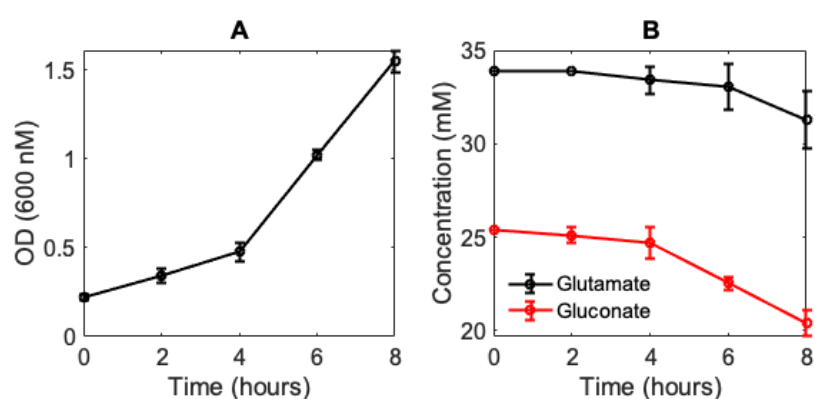 A
1.5
1
0.5
0
OD (600 nM)
0 2 4 6 8
Time (hours)
B
35
30
25
20
Concentration (mM)
Glutamate
Gluconate
0 2 4 6 8
Time (hours)